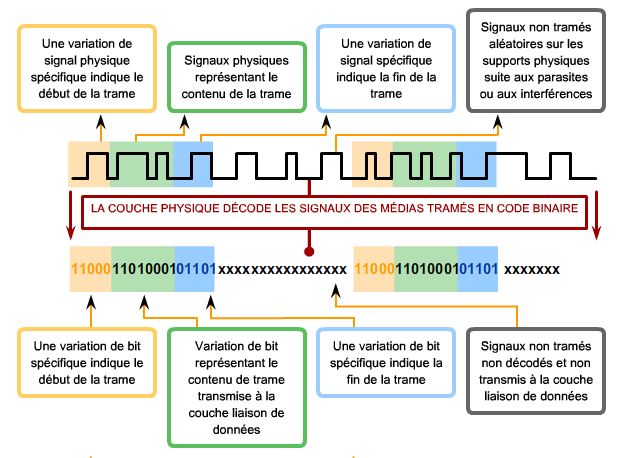 Une variation de
signal physique
spécifique indique le
début de la trame
Signaux physiques
représentant le
contenu de la trame
Une variation de
signal spécifique
indique la fin de la
trame
Signaux non tramés
aléatoires sur les
supports physiques
suite aux parasites
ou aux interférences
LA COUCHE PHYSIQUE DÉCODE LES SIGNAUX DES MÉDIAS TRAMÉS EN CODE BINAIRE
110001101000101101xxxxxxxxxxxxxxxxx110001101000101101 xxxxxxx
Une variation de bit
spécifique indique le
début de la trame
Variation de bit
représentant le
contenu de trame
transmise à la
couche liaison de
données
Une variation de bit
spécifique indique la
fin de la trame
Signaux non tramés
non décodés et non
transmis à la couche
liaison de données